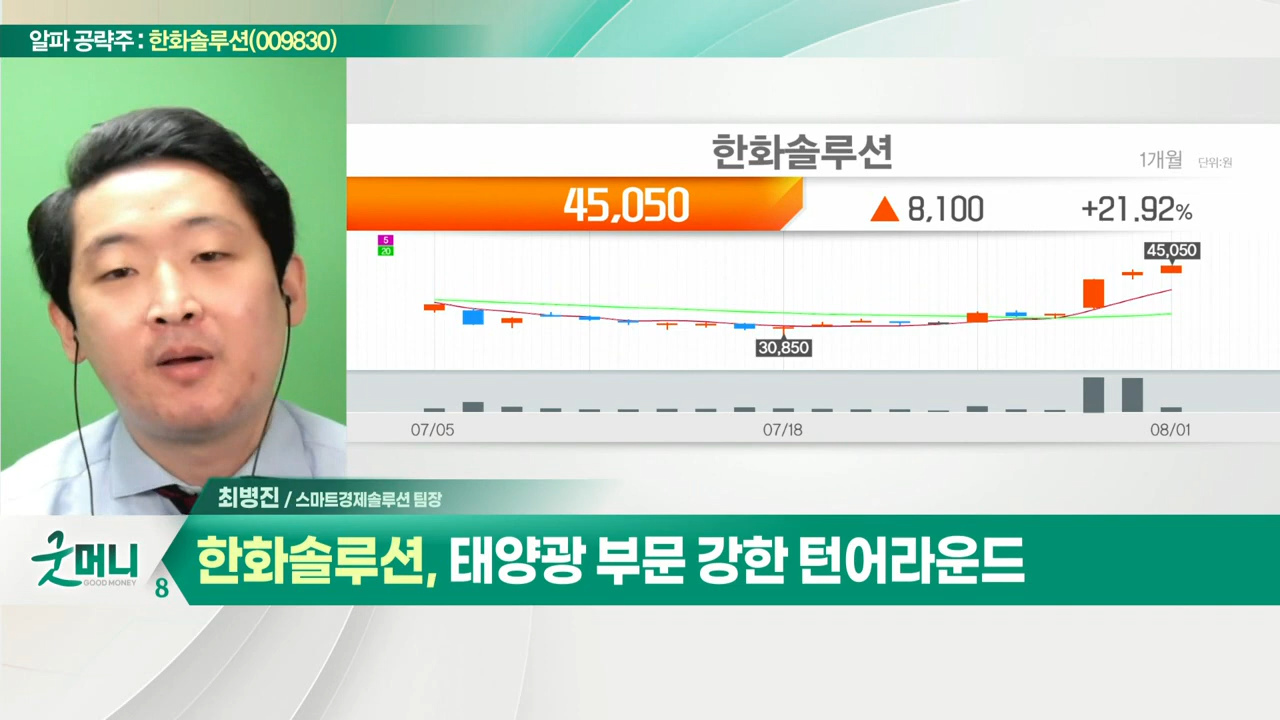 알파 공략주 : 한화솔루션(009830)
한화솔루션
1개월 단위:원
45,050 ▲ 8,100 +21.92%
5
20
45,050
30,850
07/05 07/18 08/01
최병진 / 스마트경제솔루션 팀장
굿머니
GOOD MONEY
8
한화솔루션, 태양광 부문 강한 턴어라운드